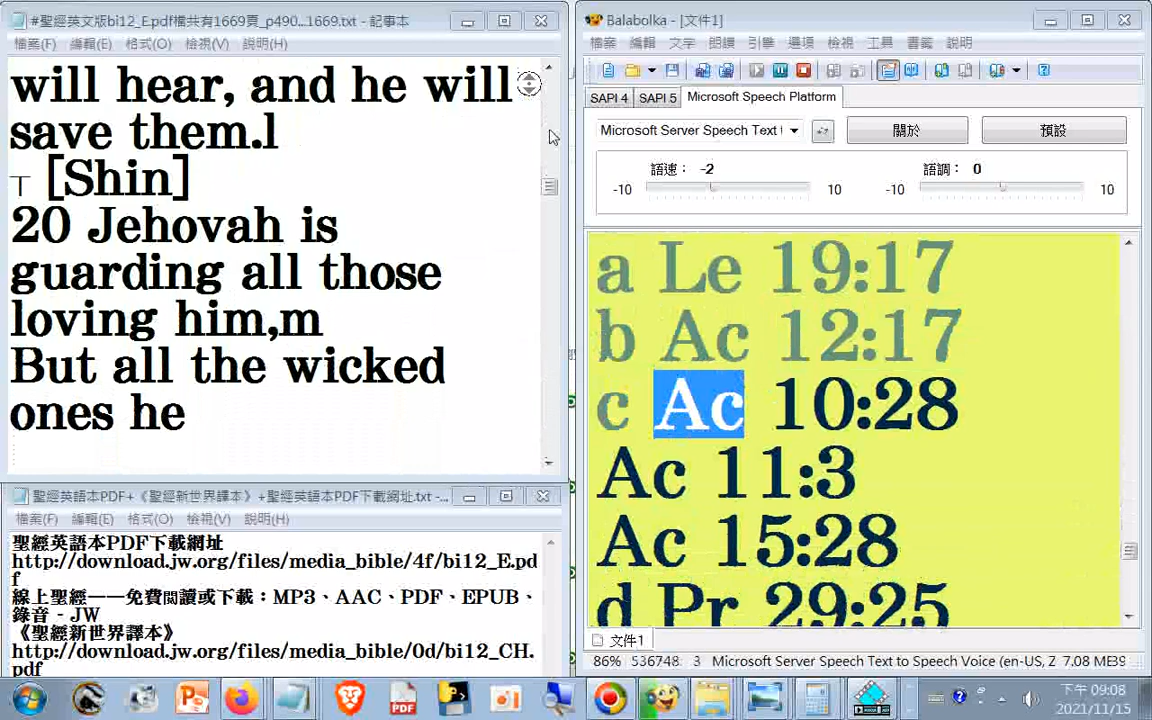 #聖經英文版bi12_E.pdf檔共有1669頁_p490...1669.txt - 記事本
檔案(F) 編輯(E) 格式(O) 檢視(V) 說明(H)
will hear, and he will
save them.l
[Shin]
20 Jehovah is
guarding all those
loving him,m
But all the wicked
ones he
聖經英語本PDF+《聖經新世界譯本》+聖經英語本PDF下載網址.txt -...
檔案(F) 編輯(E) 格式(O) 檢視(V) 說明(H)
聖經英語本PDF下載網址
http://download.jw.org/files/media_bible/4f/bi12_E.pd
f
線上聖經——免費閱讀或下載：MP3、AAC、PDF、EPUB、
錄音 - JW
《聖經新世界譯本》
http://download.jw.org/files/media_bible/0d/bi12_CH.
pdf
Balabolka - [文件1]
檔案 編輯 文字 朗讀 引擎 選項 檢視 工具 書籤 說明
SAPI 4 SAPI 5 Microsoft Speech Platform
Microsoft Server Speech Text 關於 預設
語速： -2 語調： 0
-10 10 -10 10
a Le 19:17
b Ac 12:17
c Ac 10:28
Ac 11:3
Ac 15:28
d Pr 29:25
文件1
86% 536748 3 Microsoft Server Speech Text to Speech Voice (en-US, Z 7.08 MB
下午 09:08
2021/11/15